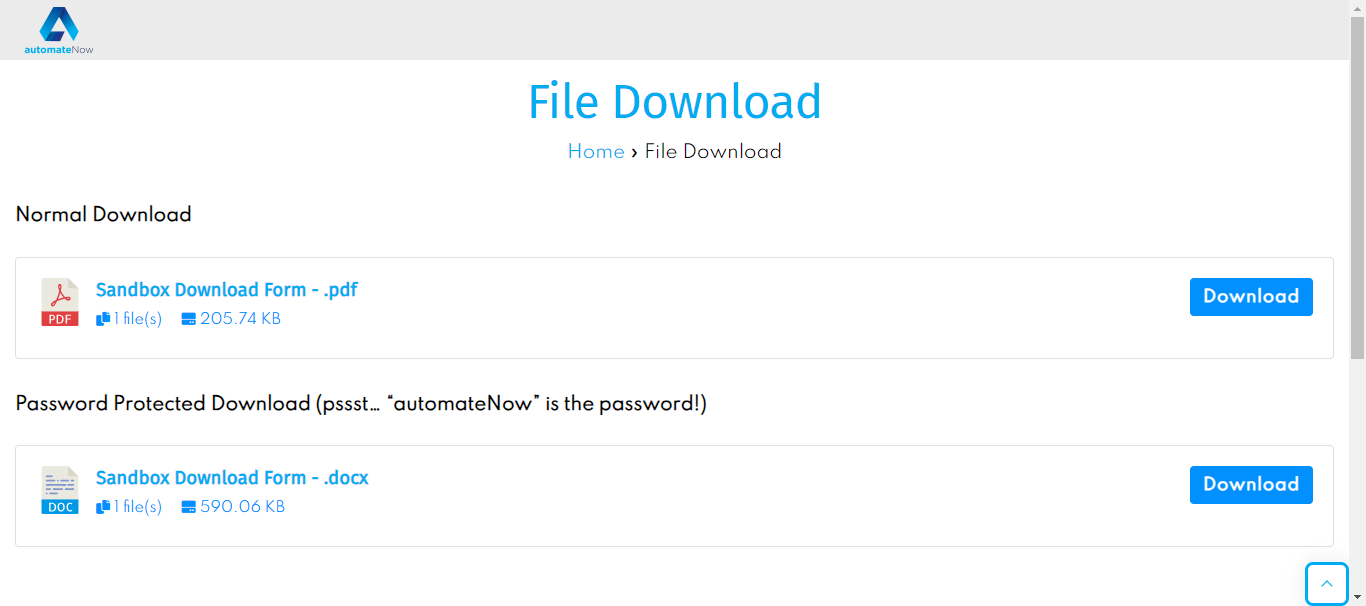 automateNow
File Download
Home › File Download
Normal Download
PDF
Sandbox Download Form - .pdf
1 file(s) 205.74 KB
Download
Password Protected Download (pssst… “automateNow” is the password!)
DOC
Sandbox Download Form - .docx
1 file(s) 590.06 KB
Download